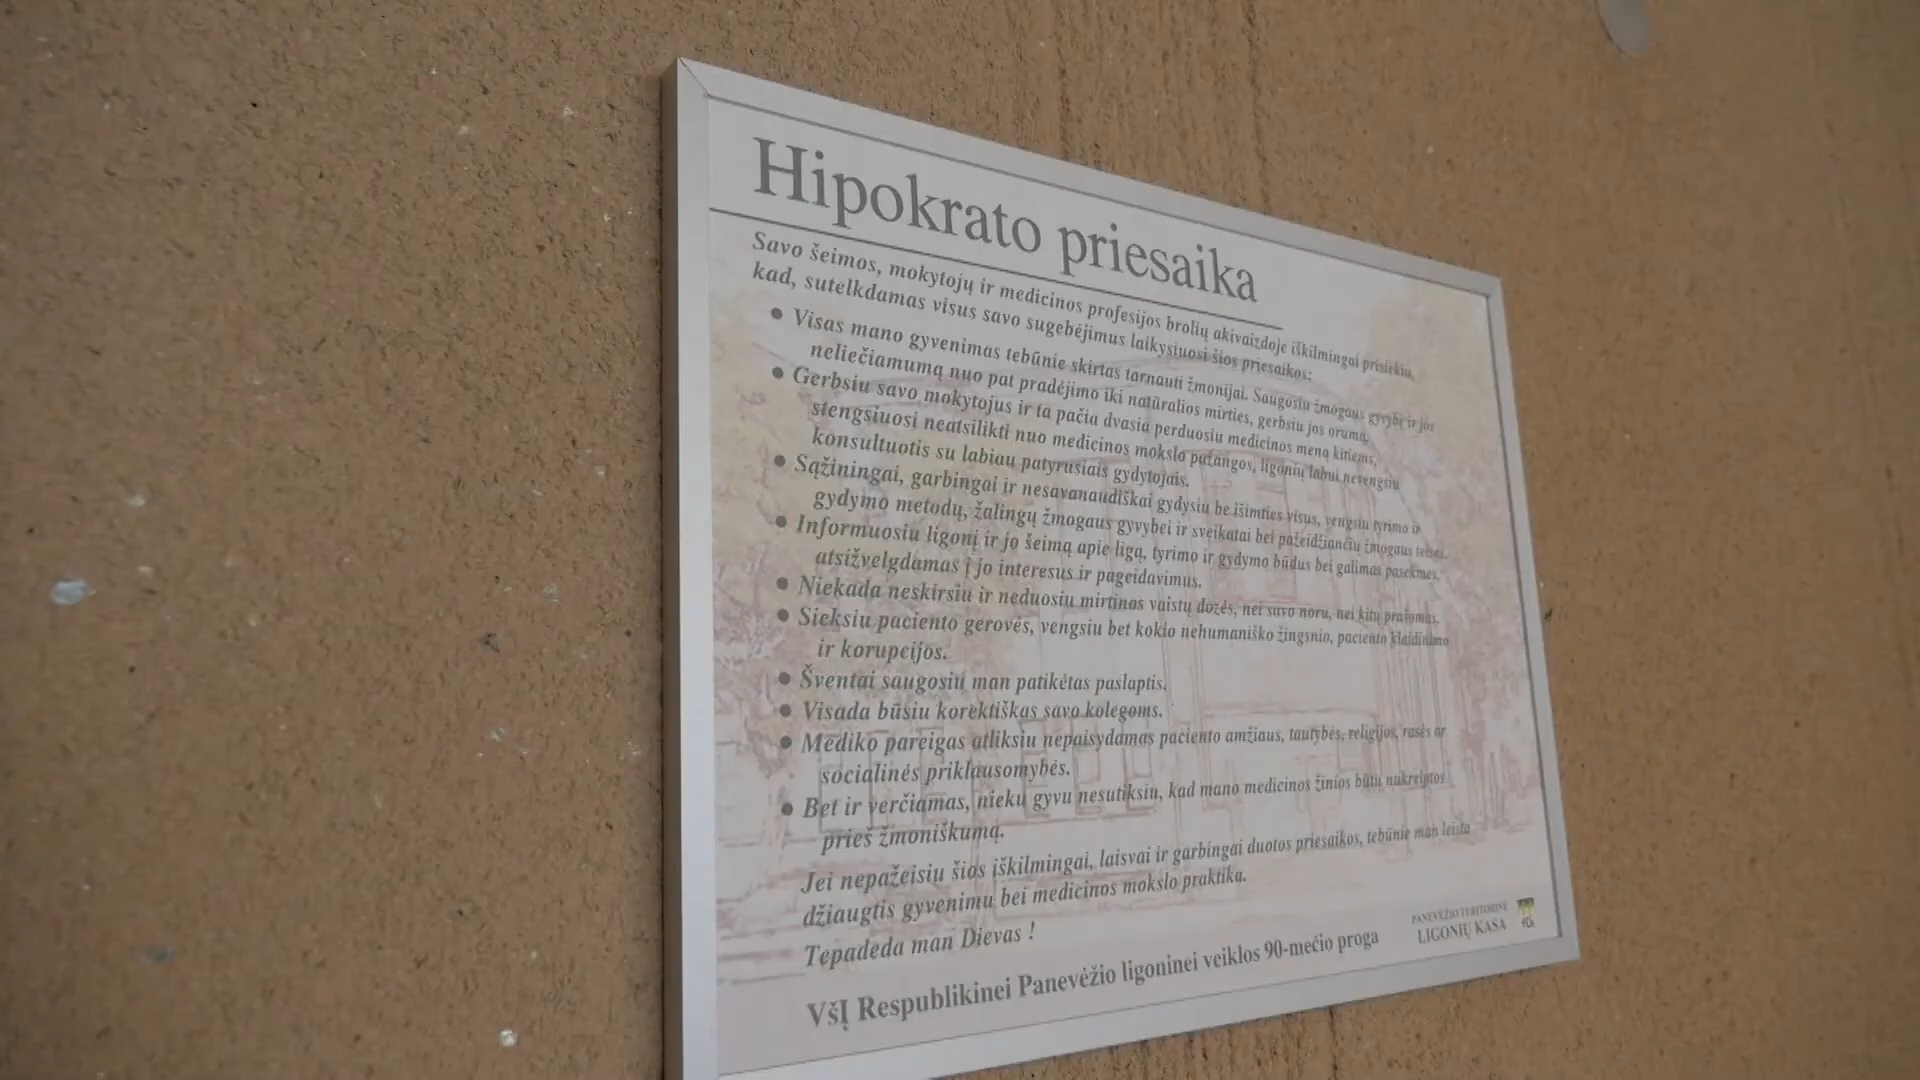 Hipokrato priesaika
Savo šeimos, mokytojų ir medicinos profesijos brolių akivaizdoje iškilmingai prisiekiu,
kad, sutelkdamas visus savo sugebėjimus laikysiuosi šios priesaikos:
● Visas mano gyvenimas tebūnie skirtas tarnauti žmonijai. Saugosiu žmogaus gyvybę ir jos
neliečiamumą nuo pat pradėjimo iki natūralios mirties, gerbsiu jos orumą.
● Gerbsiu savo mokytojus ir ta pačia dvasia perduosiu medicinos meną kitiems,
stengsiuosi neatsilikti nuo medicinos mokslo pažangos, ligonių labui nevengsiu
konsultuotis su labiau patyrusiais gydytojais.
● Sąžiningai, garbingai ir nesavanaudiškai gydysiu be išimties visus, vengsiu tyrimo ir
gydymo metodų, žalingų žmogaus gyvybei ir sveikatai bei pažeidžiančių žmogaus teises.
● Informuosiu ligonį ir jo šeimą apie ligą, tyrimo ir gydymo būdus bei galimas pasekmes,
atsižvelgdamas į jo interesus ir pageidavimus.
● Niekada neskirsiu ir neduosiu mirtinos vaistų dozės, nei savo noru, nei kitų prašomas.
● Sieksiu paciento gerovės, vengsiu bet kokio nehumaniško žingsnio, paciento klaidinimo
ir korupcijos.
● Šventai saugosiu man patikėtas paslaptis.
● Visada būsiu korektiškas savo kolegoms.
● Mediko pareigas atliksiu nepaisydamas paciento amžiaus, tautybės, religijos, rasės ar
socialinės priklausomybės.
● Bet ir verčiamas, nieku gyvu nesutiksiu, kad mano medicinos žinios būtų nukreiptos
prieš žmoniškumą.
Jei nepažeisiu šios iškilmingai, laisvai ir garbingai duotos priesaikos, tebūnie man leista
džiaugtis gyvenimu bei medicinos mokslo praktika.
Tepadeda man Dievas !
VšĮ Respublikinei Panevėžio ligoninei veiklos 90-mečio proga
PANEVĖŽIO TERITORINĖ
LIGONIŲ KASA